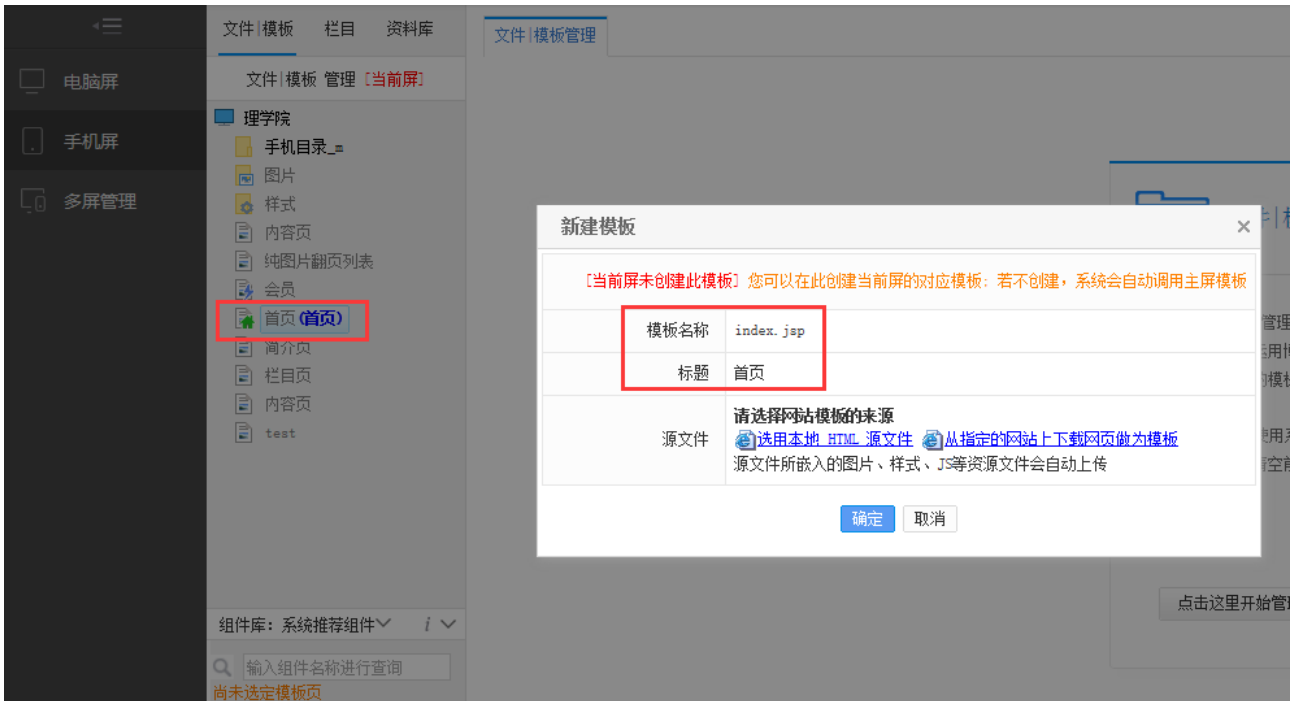 文件|模板 栏目 资料库
文件|模板管理
电脑屏
手机屏
多屏管理
文件|模板 管理 [当前屏]
理学院
手机目录_m
图片
样式
内容页
纯图片翻页列表
会员
首页(首页)
简介页
栏目页
内容页
test
组件库：系统推荐组件
i
输入组件名称进行查询
尚未选定模板页
新建模板
×
[当前屏未创建此模板] 您可以在此创建当前屏的对应模板；若不创建，系统会自动调用主屏模板
模板名称 index.jsp
标题 首页
源文件
请选择网站模板的来源
选用本地 HTML 源文件 从指定的网站上下载网页做为模板
源文件所嵌入的图片、样式、JS等资源文件会自动上传
确定 取消
管理
点击这里开始管